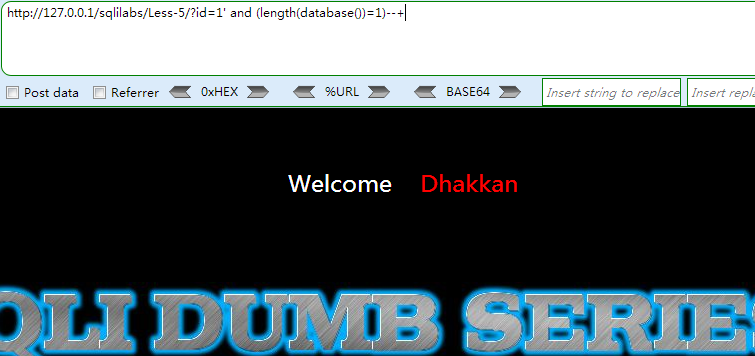 http://127.0.0.1/sqlilabs/Less-5/?id=1' and (length(database())=1)--+
Post data Referrer 0xHEX %URL BASE64 Insert string to replace Insert repla
Welcome Dhakkan
QLI DUMB SERIES